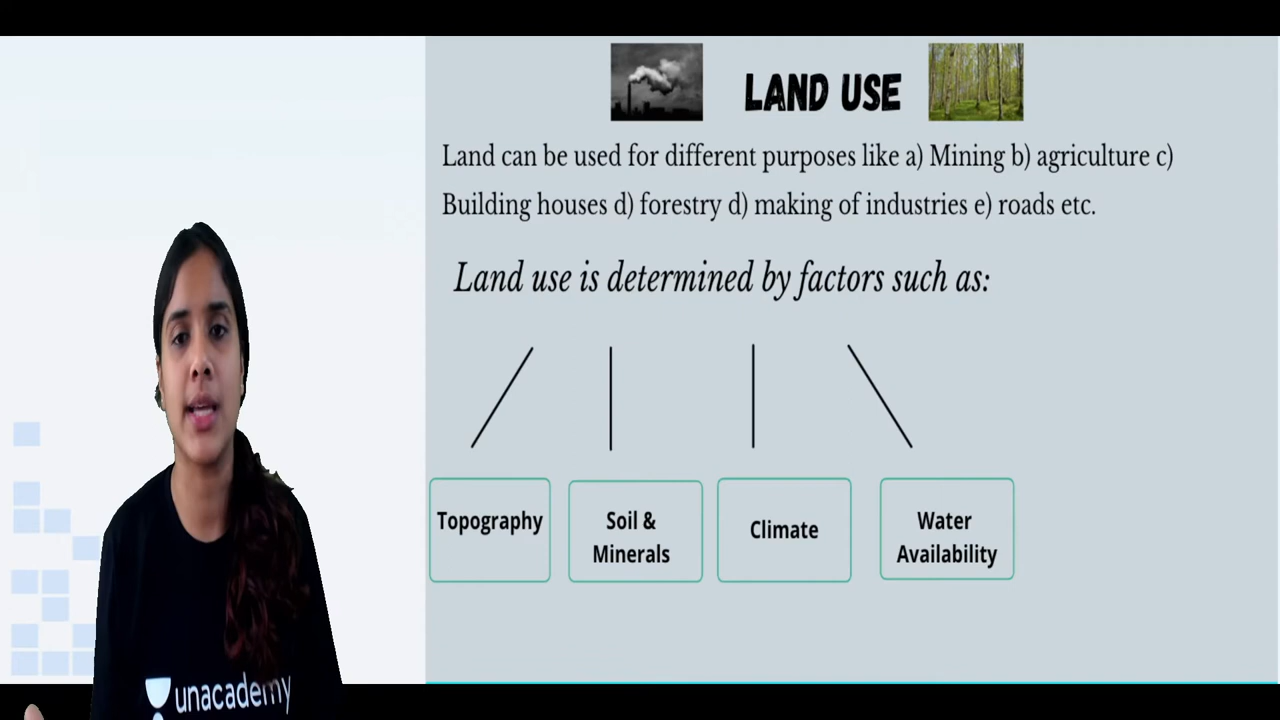 LAND USE
Land can be used for different purposes like a) Mining b) agriculture c)
Building houses d) forestry d) making of industries e) roads etc.
Land use is determined by factors such as:
Topography
Soil &
Minerals
Climate
Water
Availability
unacademy